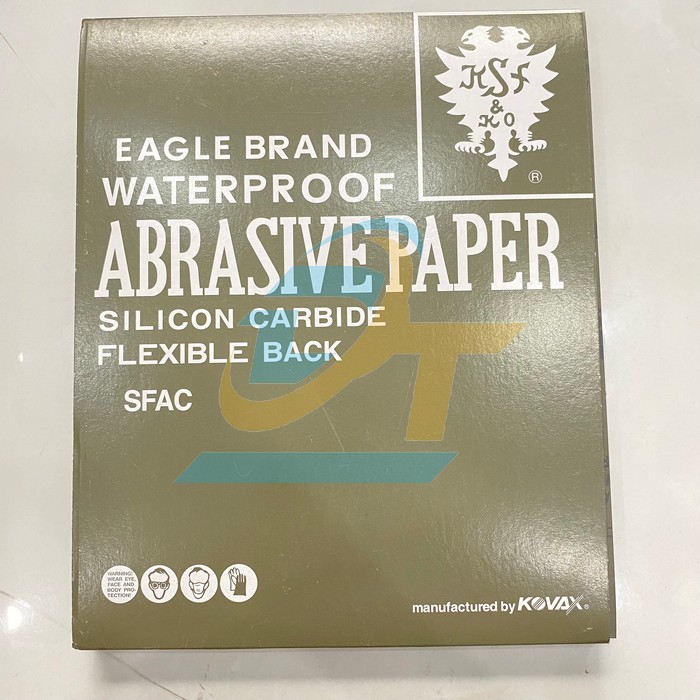 KSf
&
KO
®
EAGLE BRAND
WATERPROOF
ABRASIVE PAPER
SILICON CARBIDE
FLEXIBLE BACK
SFAC
DAT
WARNING!
WEAR EYE,
FACE AND
BODY PRO-
TECTION!
manufactured by KOVAX®